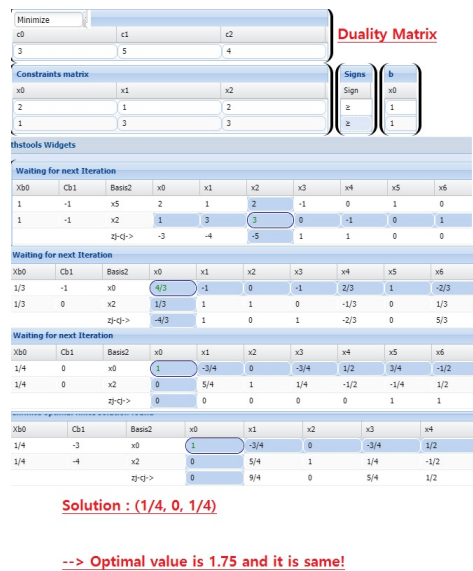 Minimize
Duality Matrix
c0 c1 c2
3 5 4
Constraints matrix Signs b
x0 x1 x2 Sign x0
2 1 2 ≥ 1
1 3 3 ≥ 1
thstools Widgets
Waiting for next Iteration
Xb0 Cb1 Basis2 x0 x1 x2 x3 x4 x5 x6
1 -1 x5 2 1 2 -1 0 1 0
1 -1 x2 1 3 3 0 -1 0 1
zj-cj-> -3 -4 -5 1 1 0 0
Waiting for next Iteration
Xb0 Cb1 Basis2 x0 x1 x2 x3 x4 x5 x6
1/3 -1 x0 4/3 -1 0 -1 2/3 1 -2/3
1/3 0 x2 1/3 1 1 0 -1/3 0 1/3
zj-cj-> -4/3 1 0 1 -2/3 0 5/3
Waiting for next Iteration
Xb0 Cb1 Basis2 x0 x1 x2 x3 x4 x5 x6
1/4 0 x0 1 -3/4 0 -3/4 1/2 3/4 -1/2
1/4 0 x2 0 5/4 1 1/4 -1/2 -1/4 1/2
zj-cj-> 0 0 0 0 0 1 1
Xb0 Cb1 Basis2 x0 x1 x2 x3 x4
1/4 -3 x0 1 -3/4 0 -3/4 1/2
1/4 -4 x2 0 5/4 1 1/4 -1/2
zj-cj-> 0 9/4 0 5/4 1/2
Solution : (1/4, 0, 1/4)
--> Optimal value is 1.75 and it is same!